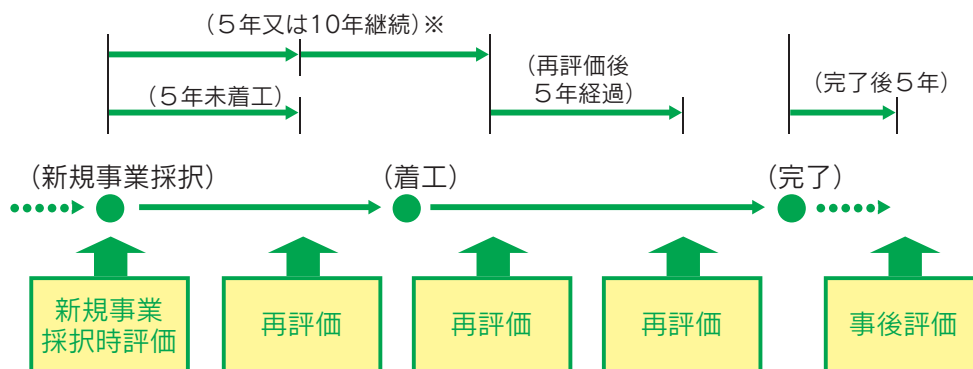 （5年又は10年継続）※
（再評価後
5年経過）
（5年未着工）
（完了後5年）
（新規事業採択）
（着工）
（完了）
新規事業
採択時評価
再評価
再評価
再評価
事後評価